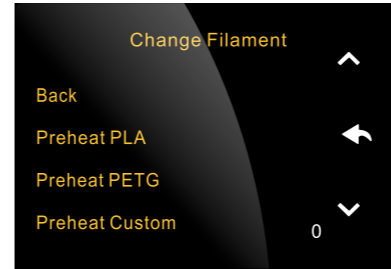 Change Filament
Back
Preheat PLA
Preheat PETG
Preheat Custom 0